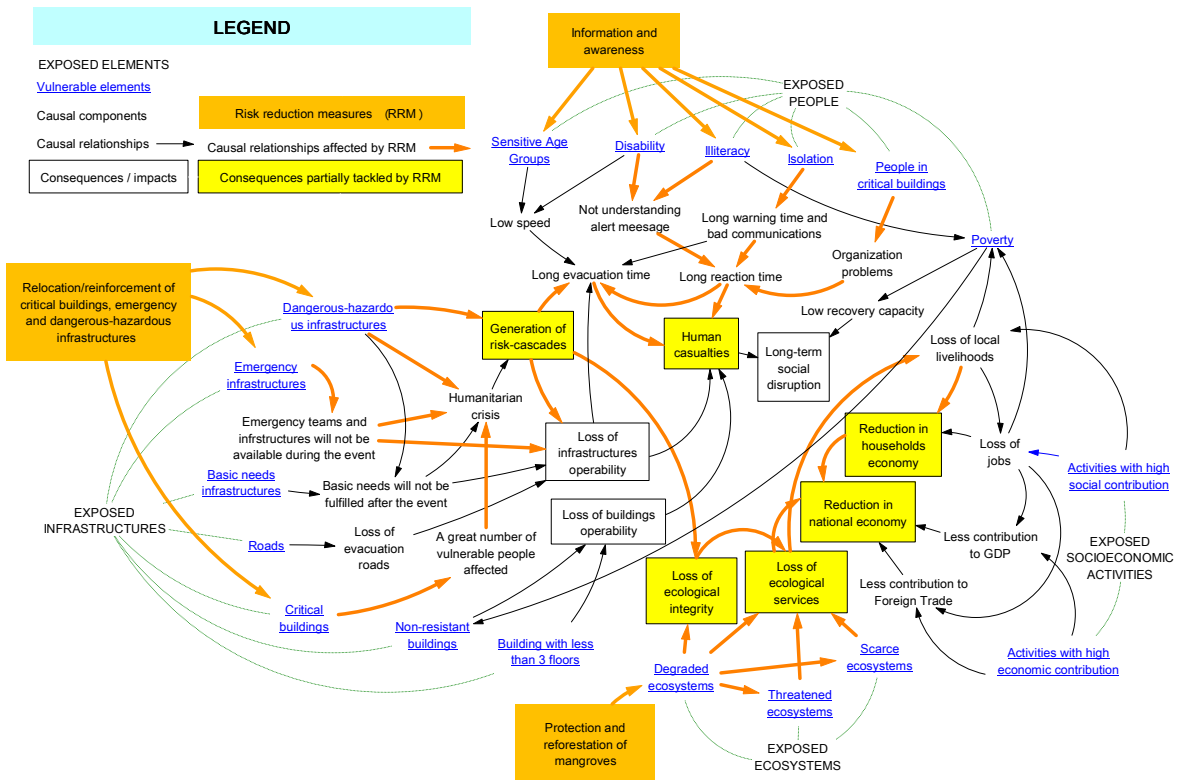 LEGEND
EXPOSED ELEMENTS
Vulnerable elements
Causal components
Risk reduction measures (RRM )
Causal relationships
Causal relationships affected by RRM
Consequences / impacts
Consequences partially tackled by RRM
Information and
awareness
EXPOSED
PEOPLE
Sensitive Age
Groups
Disability
Illiteracy
Isolation
People in
critical buildings
Low speed
Not understanding
alert meesage
Long warning time and
bad communications
Organization
problems
Poverty
Long evacuation time
Long reaction time
Low recovery capacity
Relocation/reinforcement of
critical buildings, emergency
and dangerous-hazardous
infrastructures
Dangerous-hazardo
us infrastructures
Generation of
risk-cascades
Human
casualties
Long-term
social
disruption
Loss of local
livelihoods
Emergency
infrastructures
Humanitarian
crisis
Emergency teams and
infrstructures will not be
available during the event
Loss of
infrastructures
operability
Reduction in
households
economy
Loss of
jobs
Activities with high
social contribution
Basic needs
infrastructures
Basic needs will not be
fulfilled after the event
EXPOSED
INFRASTRUCTURES
Roads
Loss of
evacuation
roads
A great number of
vulnerable people
affected
Loss of buildings
operability
Reduction in
national economy
Less contribution
to GDP
EXPOSED
SOCIOECONOMIC
ACTIVITIES
Loss of
ecological
integrity
Loss of
ecological
services
Less contribution to
Foreign Trade
Critical
buildings
Non-resistant
buildings
Building with less
than 3 floors
Degraded
ecosystems
Threatened
ecosystems
Scarce
ecosystems
Activities with high
economic contribution
Protection and
reforestation of
mangroves
EXPOSED
ECOSYSTEMS